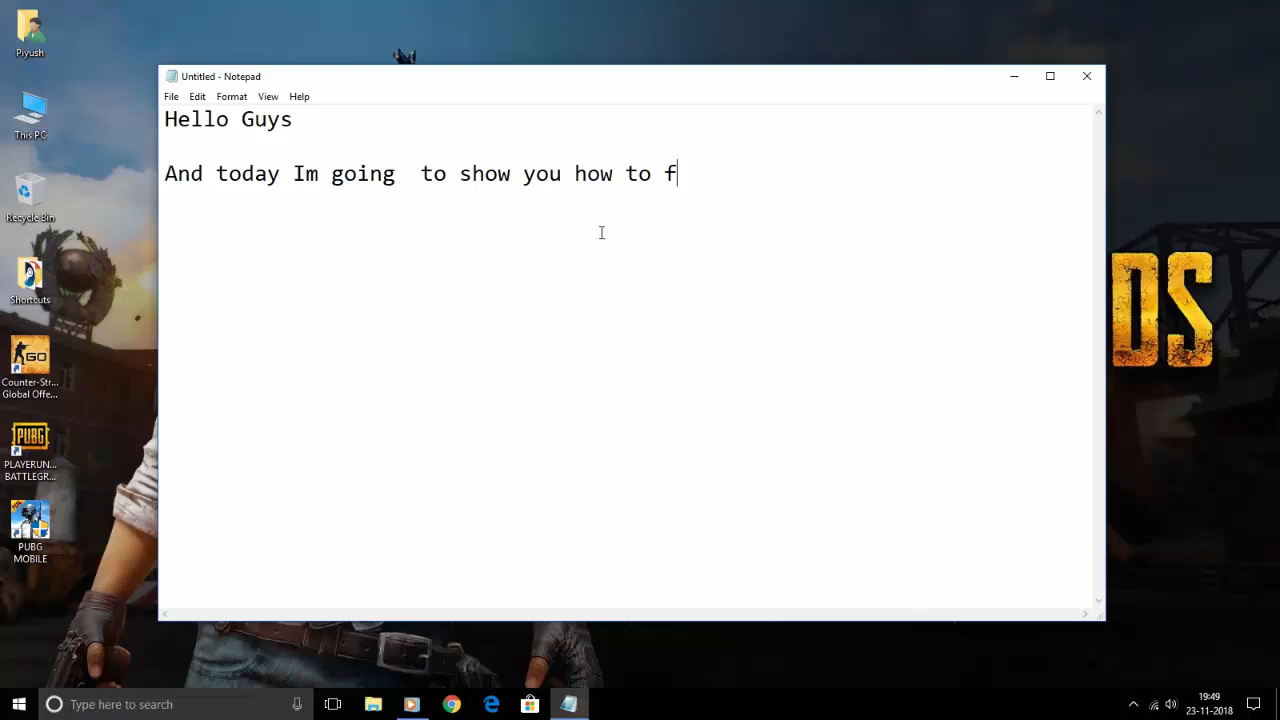 Piyush
This PC
Recycle Bin
Shortcuts
GO
Counter-Str...
Global Offe...
PUBG
PLAYERUN...
BATTLEGR...
PUBG
MOBILE
Untitled - Notepad
File Edit Format View Help
Hello Guys
And today Im going  to show you how to f
DS
Type here to search
19:49
23-11-2018